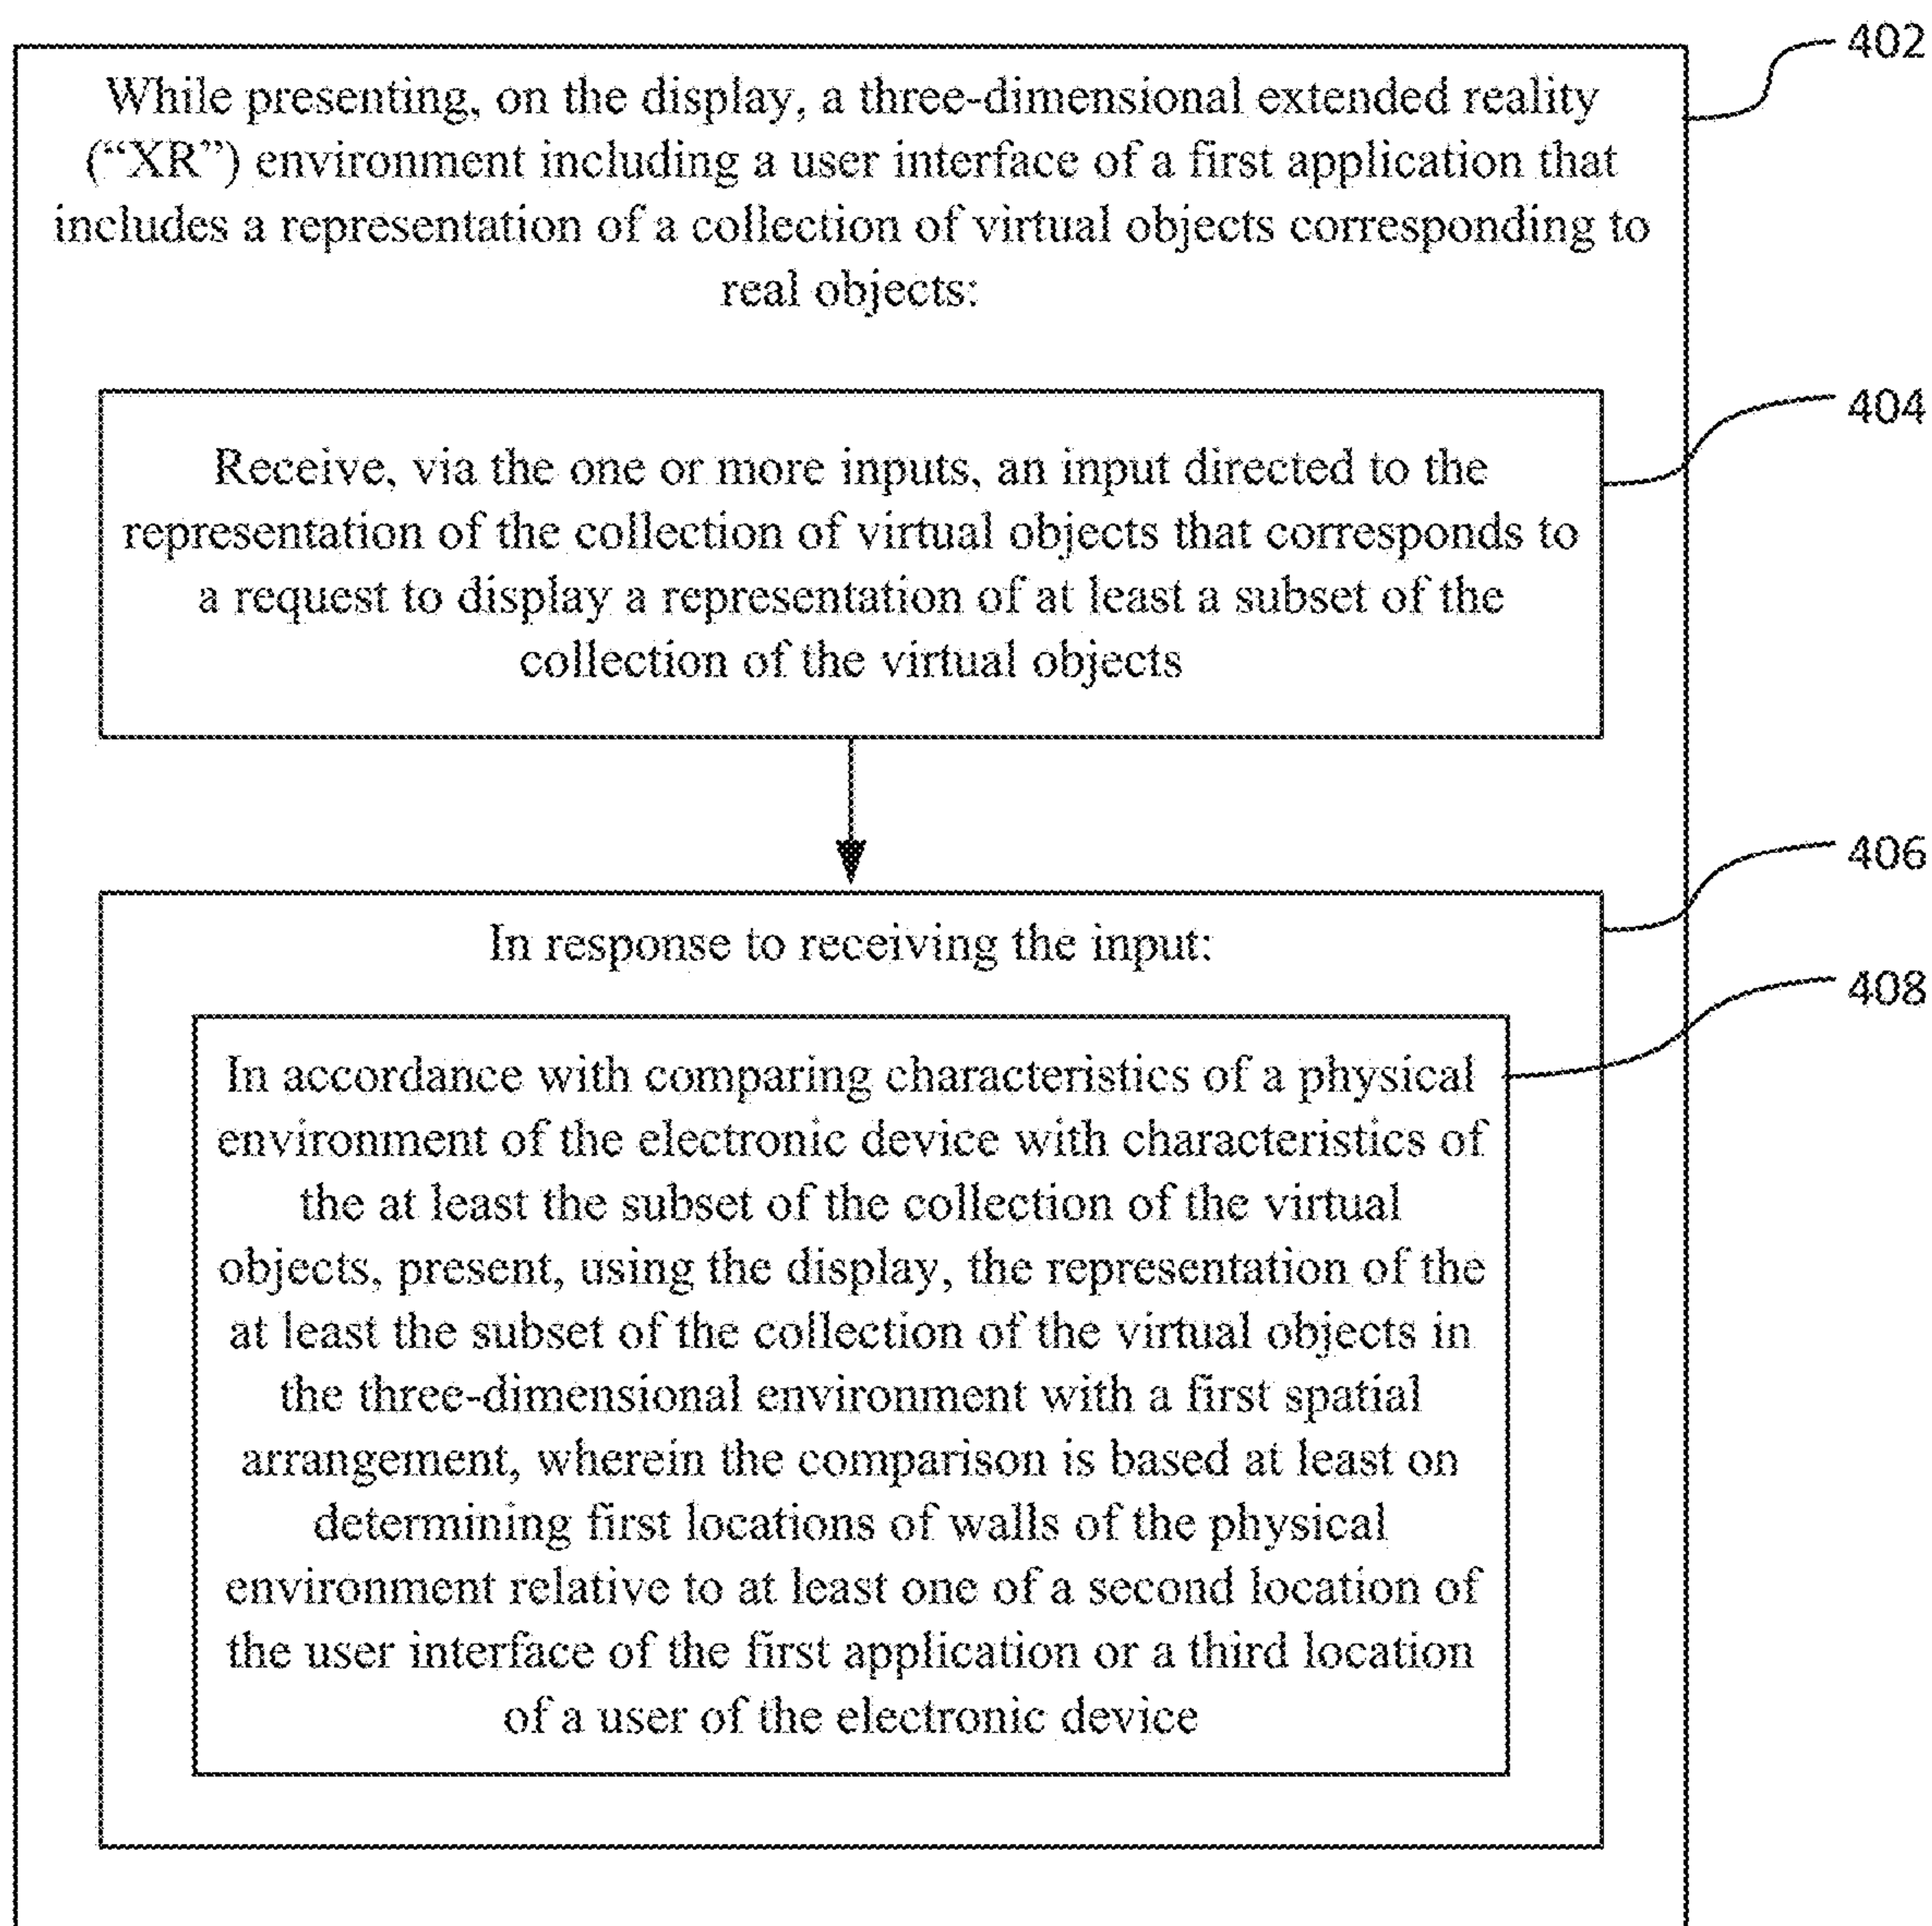 402
While presenting, on the display, a three-dimensional extended reality
(“XR”) environment including a user interface of a first application that
includes a representation of a collection of virtual objects corresponding to
real objects:
404
Receive, via the one or more inputs, an input directed to the
representation of the collection of virtual objects that corresponds to
a request to display a representation of at least a subset of the
collection of the virtual objects
406
In response to receiving the input:
408
In accordance with comparing characteristics of a physical
environment of the electronic device with characteristics of
the at least the subset of the collection of the virtual
objects, present, using the display, the representation of the
at least the subset of the collection of the virtual objects in
the three-dimensional environment with a first spatial
arrangement, wherein the comparison is based at least on
determining first locations of walls of the physical
environment relative to at least one of a second location of
the user interface of the first application or a third location
of a user of the electronic device